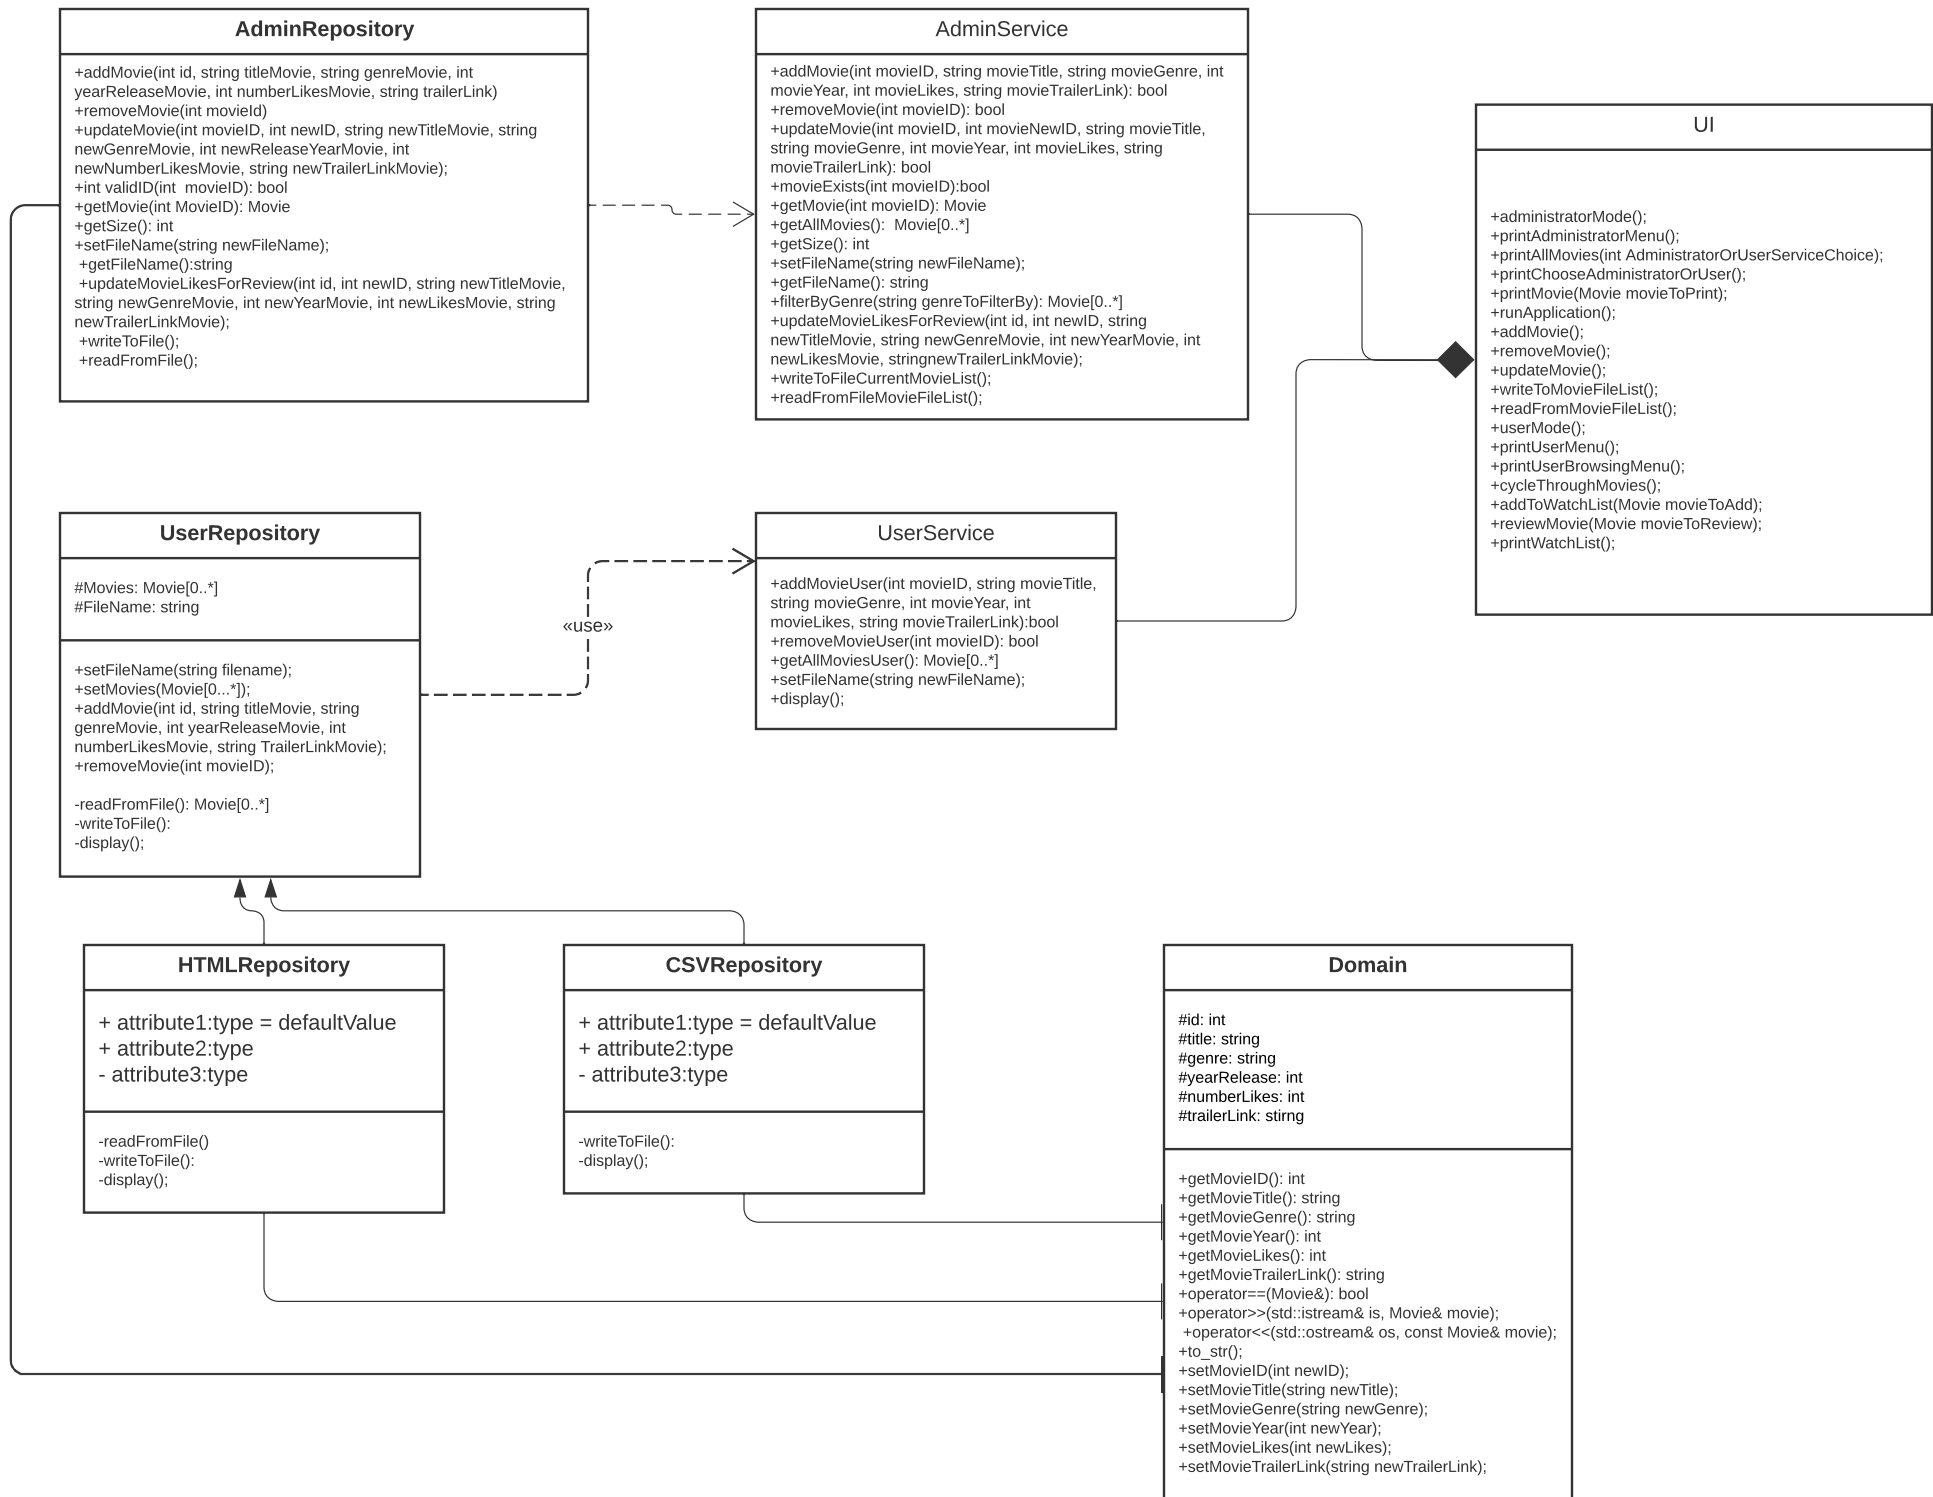 AdminRepository
+addMovie(int id, string titleMovie, string genreMovie, int
yearReleaseMovie, int numberLikesMovie, string trailerLink)
+removeMovie(int movieId)
+updateMovie(int movieID, int newID, string newTitleMovie, string
newGenreMovie, int newReleaseYearMovie, int
newNumberLikesMovie, string newTrailerLinkMovie);
+int validID(int  movieID): bool
+getMovie(int MovieID): Movie
+getSize(): int
+setFileName(string newFileName);
+getFileName():string
+updateMovieLikesForReview(int id, int newID, string newTitleMovie,
string newGenreMovie, int newYearMovie, int newLikesMovie, string
newTrailerLinkMovie);
+writeToFile();
+readFromFile();
AdminService
+addMovie(int movieID, string movieTitle, string movieGenre, int
movieYear, int movieLikes, string movieTrailerLink): bool
+removeMovie(int movieID): bool
+updateMovie(int movieID, int movieNewID, string movieTitle,
string movieGenre, int movieYear, int movieLikes, string
movieTrailerLink): bool
+movieExists(int movieID):bool
+getMovie(int movieID): Movie
+getAllMovies():  Movie[0..*]
+getSize(): int
+setFileName(string newFileName);
+getFileName(): string
+filterByGenre(string genreToFilterBy): Movie[0..*]
+updateMovieLikesForReview(int id, int newID, string
newTitleMovie, string newGenreMovie, int newYearMovie, int
newLikesMovie, stringnewTrailerLinkMovie);
+writeToFileCurrentMovieList();
+readFromFileMovieFileList();
UI
+administratorMode();
+printAdministratorMenu();
+printAllMovies(int AdministratorOrUserServiceChoice);
+printChooseAdministratorOrUser();
+printMovie(Movie movieToPrint);
+runApplication();
+addMovie();
+removeMovie();
+updateMovie();
+writeToMovieFileList();
+readFromMovieFileList();
+userMode();
+printUserMenu();
+printUserBrowsingMenu();
+cycleThroughMovies();
+addToWatchList(Movie movieToAdd);
+reviewMovie(Movie movieToReview);
+printWatchList();
UserRepository
#Movies: Movie[0..*]
#FileName: string
+setFileName(string filename);
+setMovies(Movie[0...*]);
+addMovie(int id, string titleMovie, string
genreMovie, int yearReleaseMovie, int
numberLikesMovie, string TrailerLinkMovie);
+removeMovie(int movieID);
-readFromFile(): Movie[0..*]
-writeToFile():
-display();
«use»
UserService
+addMovieUser(int movieID, string movieTitle,
string movieGenre, int movieYear, int
movieLikes, string movieTrailerLink):bool
+removeMovieUser(int movieID): bool
+getAllMoviesUser(): Movie[0..*]
+setFileName(string newFileName);
+display();
HTMLRepository
+ attribute1:type = defaultValue
+ attribute2:type
- attribute3:type
-readFromFile()
-writeToFile():
-display();
CSVRepository
+ attribute1:type = defaultValue
+ attribute2:type
- attribute3:type
-writeToFile():
-display();
Domain
#id: int
#title: string
#genre: string
#yearRelease: int
#numberLikes: int
#trailerLink: stirng
+getMovieID(): int
+getMovieTitle(): string
+getMovieGenre(): string
+getMovieYear(): int
+getMovieLikes(): int
+getMovieTrailerLink(): string
+operator==(Movie&): bool
+operator>>(std::istream& is, Movie& movie);
+operator<<(std::ostream& os, const Movie& movie);
+to_str();
+setMovieID(int newID);
+setMovieTitle(string newTitle);
+setMovieGenre(string newGenre);
+setMovieYear(int newYear);
+setMovieLikes(int newLikes);
+setMovieTrailerLink(string newTrailerLink);